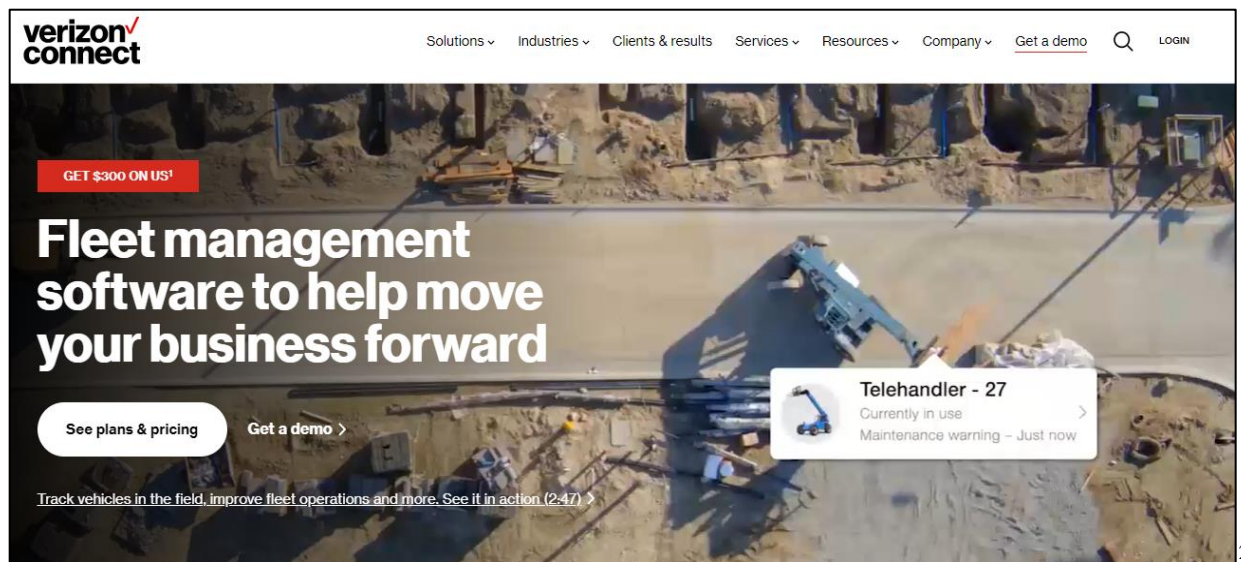 verizon✓
connect
Solutions Industries Clients & results Services Resources Company Get a demo LOGIN
GET $300 ON US¹
Fleet management
software to help move
your business forward
See plans & pricing Get a demo >
Telehandler - 27
Currently in use
Maintenance warning – Just now
Track vehicles in the field, improve fleet operations and more. See it in action (2:47) >